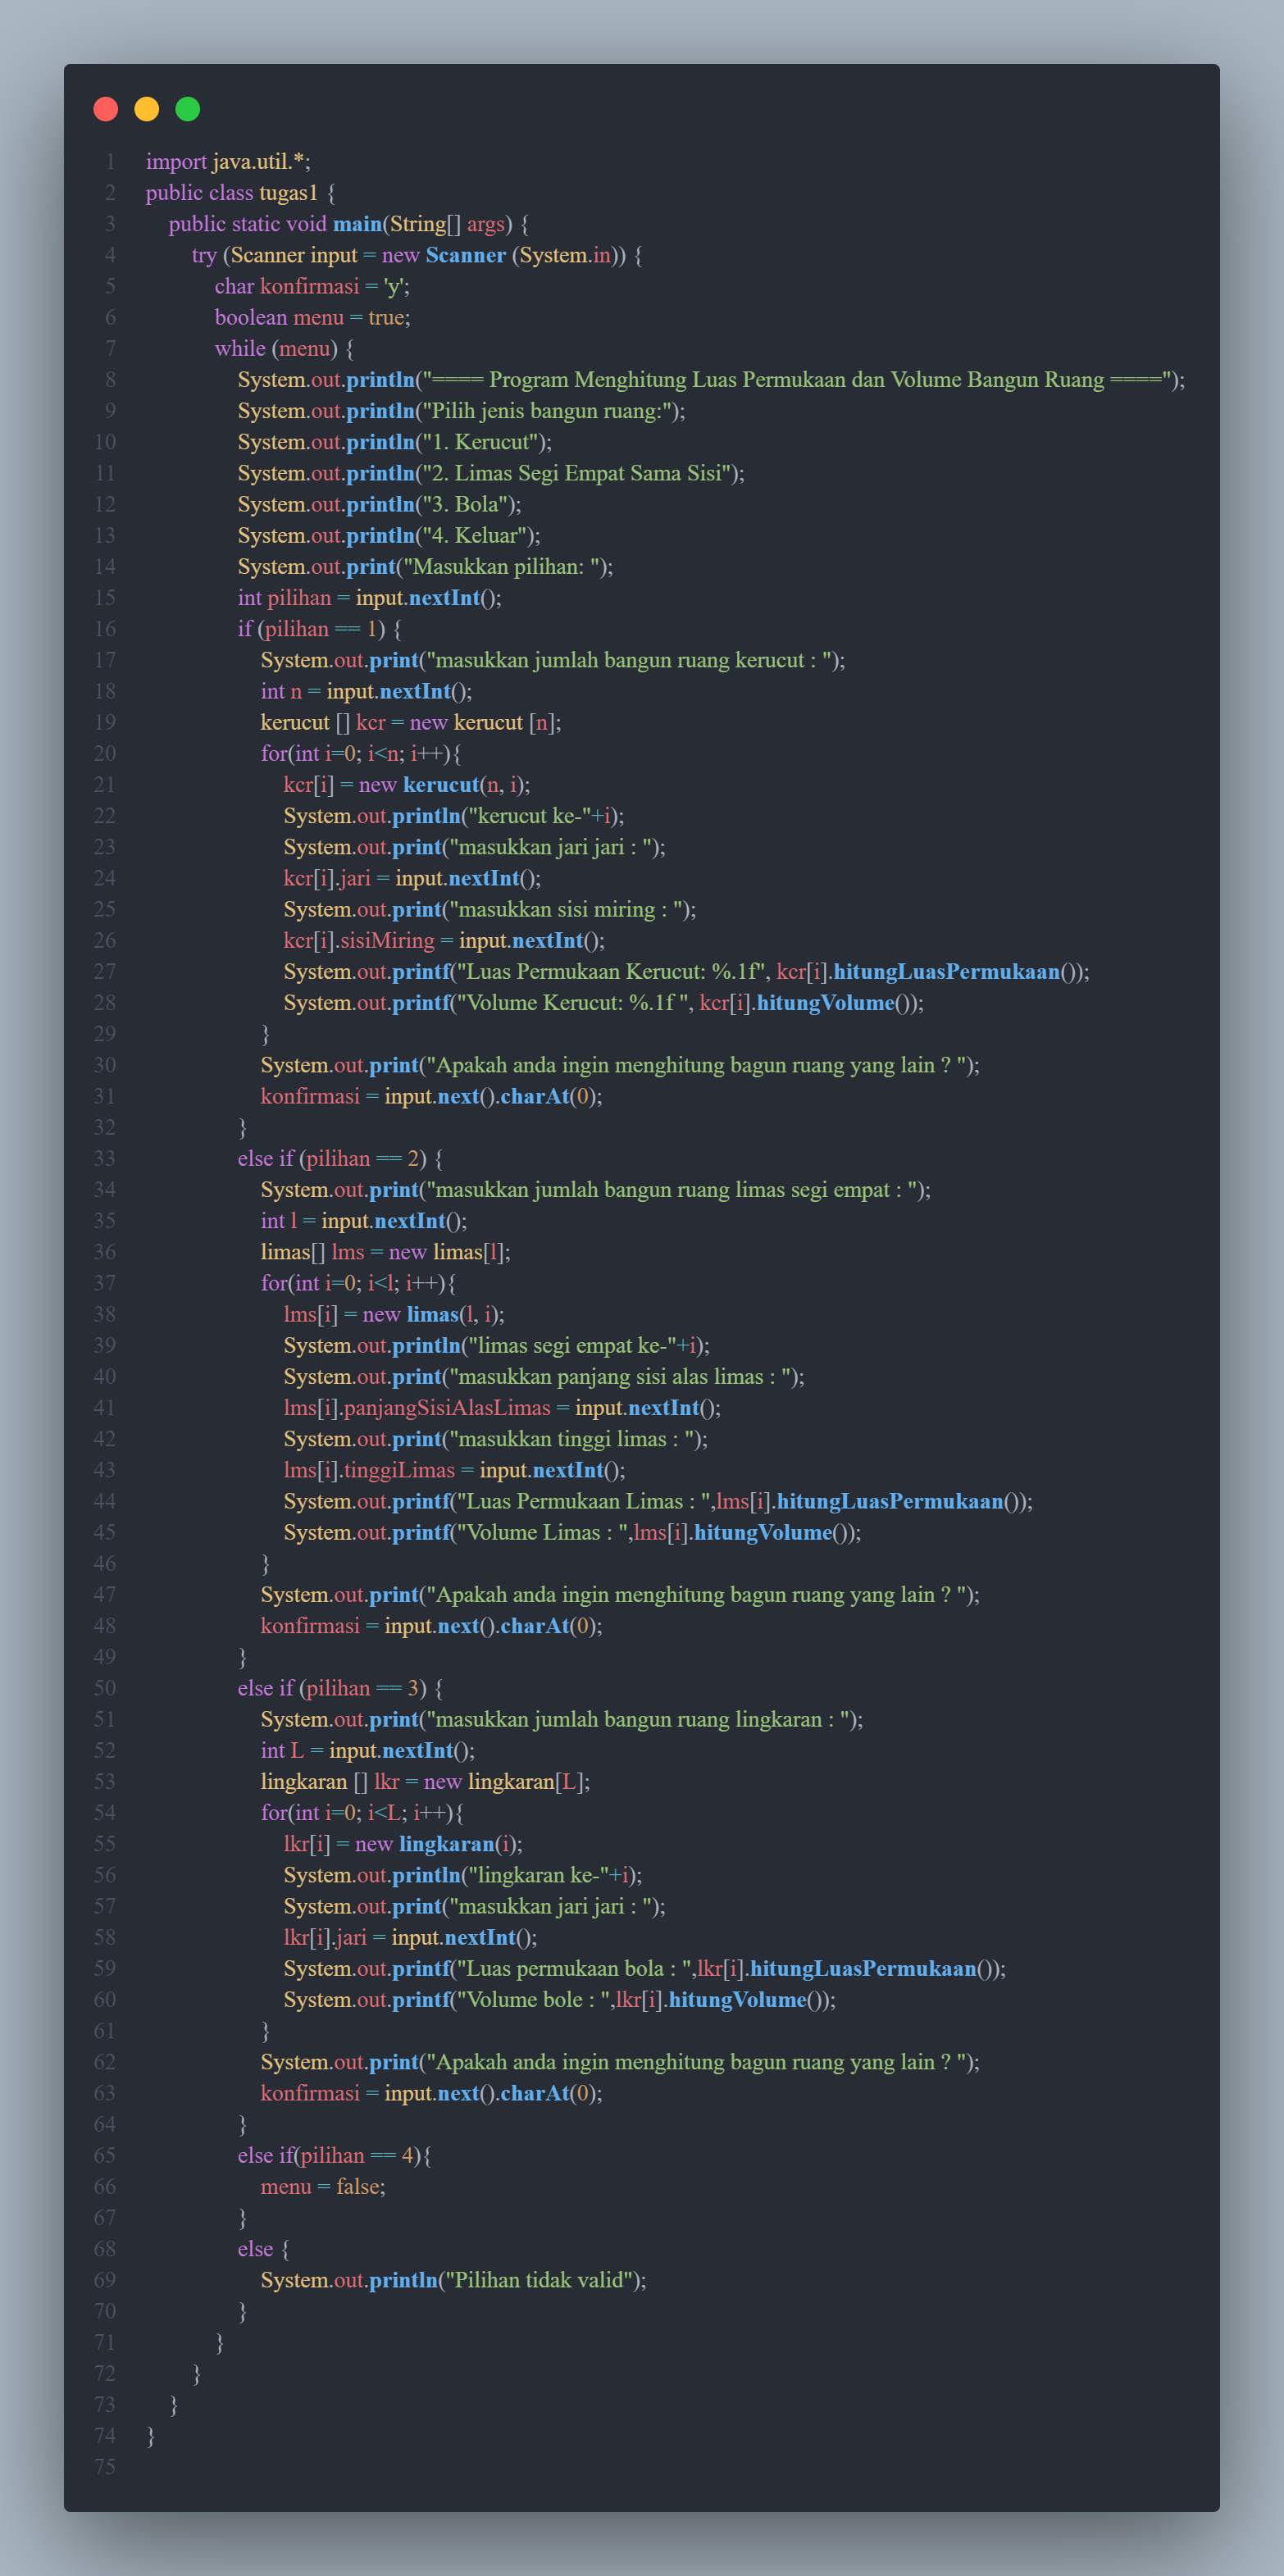 1 import java.util.*;
2 public class tugas1 {
3 public static void main(String[] args) {
4 try (Scanner input = new Scanner (System.in)) {
5 char konfirmasi = 'y';
6 boolean menu = true;
7 while (menu) {
8 System.out.println("==== Program Menghitung Luas Permukaan dan Volume Bangun Ruang ====");
9 System.out.println("Pilih jenis bangun ruang:");
10 System.out.println("1. Kerucut");
11 System.out.println("2. Limas Segi Empat Sama Sisi");
12 System.out.println("3. Bola");
13 System.out.println("4. Keluar");
14 System.out.print("Masukkan pilihan: ");
15 int pilihan = input.nextInt();
16 if (pilihan == 1) {
17 System.out.print("masukkan jumlah bangun ruang kerucut : ");
18 int n = input.nextInt();
19 kerucut [] kcr = new kerucut [n];
20 for(int i=0; i<n; i++){
21 kcr[i] = new kerucut(n, i);
22 System.out.println("kerucut ke-"+i);
23 System.out.print("masukkan jari jari : ");
24 kcr[i].jari = input.nextInt();
25 System.out.print("masukkan sisi miring : ");
26 kcr[i].sisiMiring = input.nextInt();
27 System.out.printf("Luas Permukaan Kerucut: %.1f", kcr[i].hitungLuasPermukaan());
28 System.out.printf("Volume Kerucut: %.1f ", kcr[i].hitungVolume());
29 }
30 System.out.print("Apakah anda ingin menghitung bagun ruang yang lain ? ");
31 konfirmasi = input.next().charAt(0);
32 }
33 else if (pilihan == 2) {
34 System.out.print("masukkan jumlah bangun ruang limas segi empat : ");
35 int l = input.nextInt();
36 limas[] lms = new limas[l];
37 for(int i=0; i<l; i++){
38 lms[i] = new limas(l, i);
39 System.out.println("limas segi empat ke-"+i);
40 System.out.print("masukkan panjang sisi alas limas : ");
41 lms[i].panjangSisiAlasLimas = input.nextInt();
42 System.out.print("masukkan tinggi limas : ");
43 lms[i].tinggiLimas = input.nextInt();
44 System.out.printf("Luas Permukaan Limas : ",lms[i].hitungLuasPermukaan());
45 System.out.printf("Volume Limas : ",lms[i].hitungVolume());
46 }
47 System.out.print("Apakah anda ingin menghitung bagun ruang yang lain ? ");
48 konfirmasi = input.next().charAt(0);
49 }
50 else if (pilihan == 3) {
51 System.out.print("masukkan jumlah bangun ruang lingkaran : ");
52 int L = input.nextInt();
53 lingkaran [] lkr = new lingkaran[L];
54 for(int i=0; i<L; i++){
55 lkr[i] = new lingkaran(i);
56 System.out.println("lingkaran ke-"+i);
57 System.out.print("masukkan jari jari : ");
58 lkr[i].jari = input.nextInt();
59 System.out.printf("Luas permukaan bola : ",lkr[i].hitungLuasPermukaan());
60 System.out.printf("Volume bole : ",lkr[i].hitungVolume());
61 }
62 System.out.print("Apakah anda ingin menghitung bagun ruang yang lain ? ");
63 konfirmasi = input.next().charAt(0);
64 }
65 else if(pilihan == 4){
66 menu = false;
67 }
68 else {
69 System.out.println("Pilihan tidak valid");
70 }
71 }
72 }
73 }
74 }
75